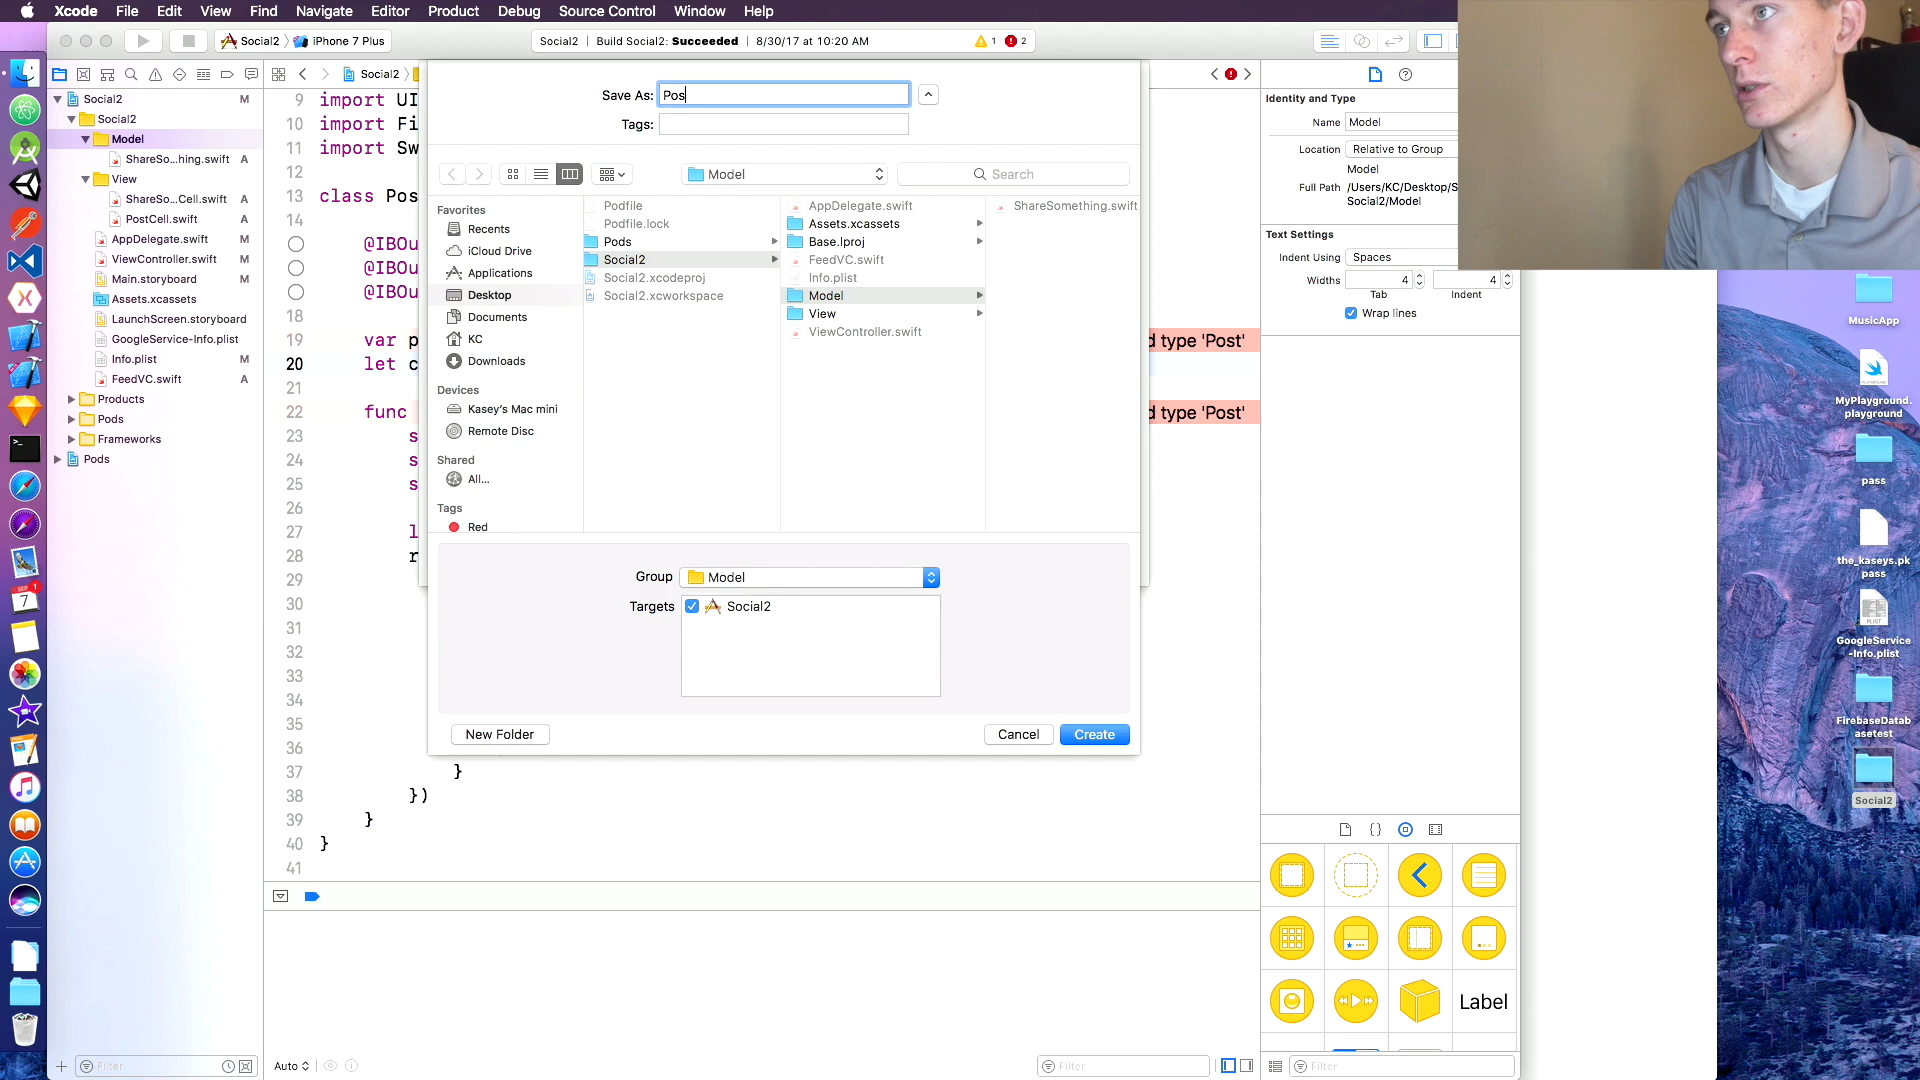 Xcode File Edit View Find Navigate Editor Product Debug Source Control Window Help
Social2 iPhone 7 Plus
Social2 | Build Social2: Succeeded | 8/30/17 at 10:20 AM
1 2
Social2 M
Social2
Model
ShareSo...hing.swift A
View
ShareSo...Cell.swift A
PostCell.swift A
AppDelegate.swift M
ViewController.swift M
Main.storyboard M
Assets.xcassets
LaunchScreen.storyboard
GoogleService-Info.plist
Info.plist M
FeedVC.swift A
Products
Pods
Frameworks
Pods
Filter
Social2
9 import UI
10 import Fi
11 import Sw
12
13 class Pos
14
@IBOu
@IBOu
@IBOu
18
19 var p
d type 'Post'
20 let c
21
22 func
d type 'Post'
23 s
24 s
25 s
26
27 l
28 r
29
30
31
32
33
34
35
36
37 }
38 })
39 }
40 }
41
Save As: Pos
Tags:
Model
Search
Favorites
Recents
iCloud Drive
Applications
Desktop
Documents
KC
Downloads
Devices
Kasey's Mac mini
Remote Disc
Shared
All...
Tags
Red
Podfile
Podfile.lock
Pods
Social2
Social2.xcodeproj
Social2.xcworkspace
AppDelegate.swift
Assets.xcassets
Base.lproj
FeedVC.swift
Info.plist
Model
View
ViewController.swift
ShareSomething.swift
Group Model
Targets Social2
New Folder Cancel Create
Auto
Filter
Identity and Type
Name Model
Location Relative to Group
Model
Full Path /Users/KC/Desktop/S
Social2/Model
Text Settings
Indent Using Spaces
Widths 4 4
Tab Indent
Wrap lines
Label
Filter
MusicApp
MyPlayground.
playground
pass
the_kaseys.pk
pass
PLIST
GoogleService
-Info.plist
FirebaseDatab
asetest
Social2
SEP
7
1